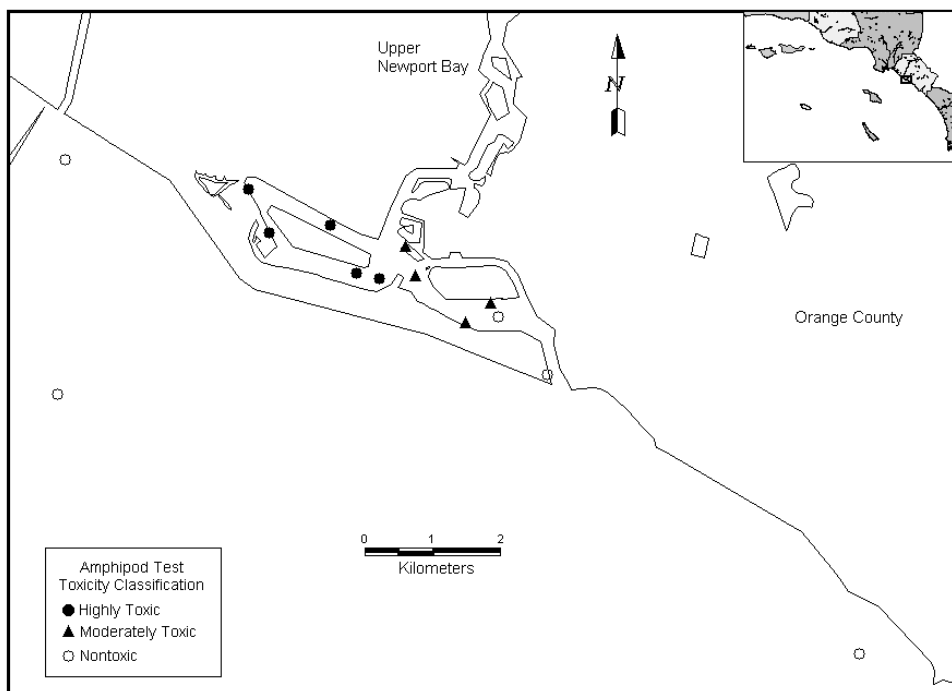 Upper
Newport Bay
N
Orange County
0 1 2
Kilometers
Amphipod Test
Toxicity Classification
Highly Toxic
Moderately Toxic
Nontoxic